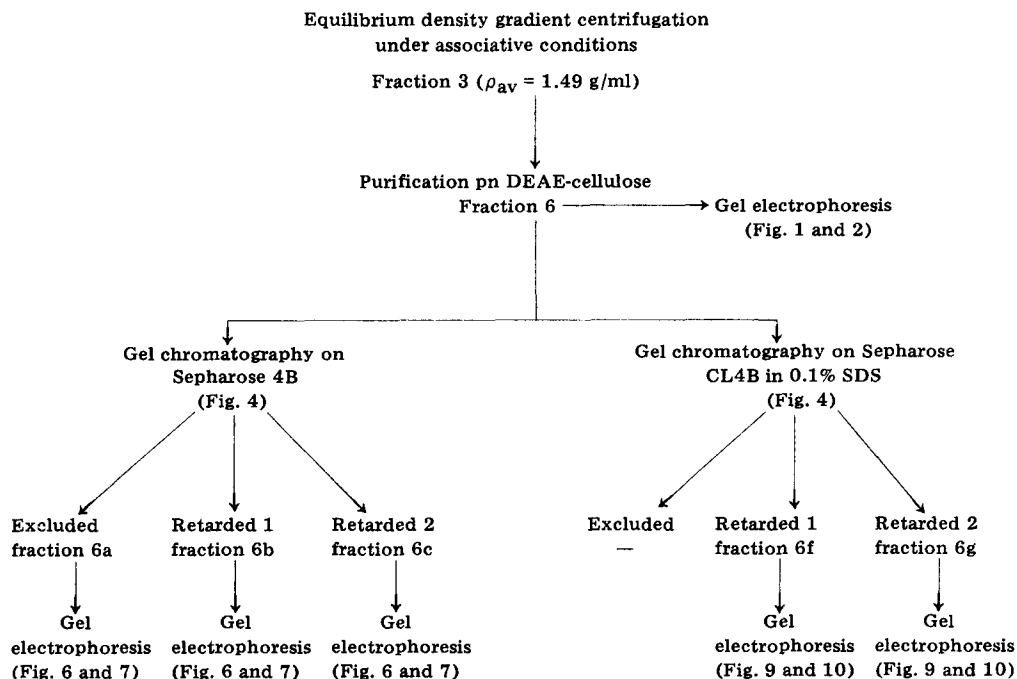 Equilibrium density gradient centrifugation
under associative conditions
Fraction 3 (ρav = 1.49 g/ml)
Purification pn DEAE-cellulose
Fraction 6
Gel electrophoresis
(Fig. 1 and 2)
Gel chromatography on
Sepharose 4B
(Fig. 4)
Gel chromatography on Sepharose
CL4B in 0.1% SDS
(Fig. 4)
Excluded
fraction 6a
Retarded 1
fraction 6b
Retarded 2
fraction 6c
Excluded
—
Retarded 1
fraction 6f
Retarded 2
fraction 6g
Gel
electrophoresis
(Fig. 6 and 7)
Gel
electrophoresis
(Fig. 6 and 7)
Gel
electrophoresis
(Fig. 6 and 7)
Gel
electrophoresis
(Fig. 9 and 10)
Gel
electrophoresis
(Fig. 9 and 10)